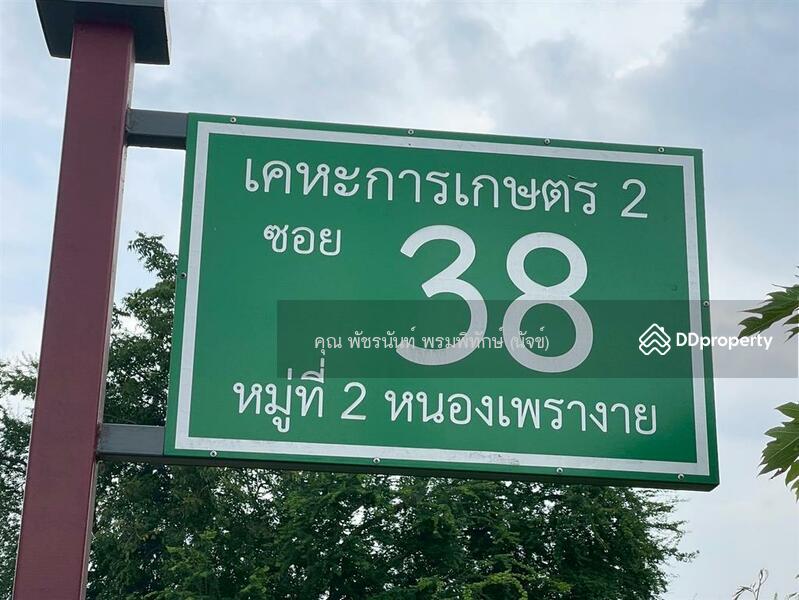 เคหะการเกษตร 2
ซอย 38
คุณ พัชรนันท์ พรมพิทักษ์ (นัจข์)
DDproperty
หมู่ที่ 2 หนองเพรางาย